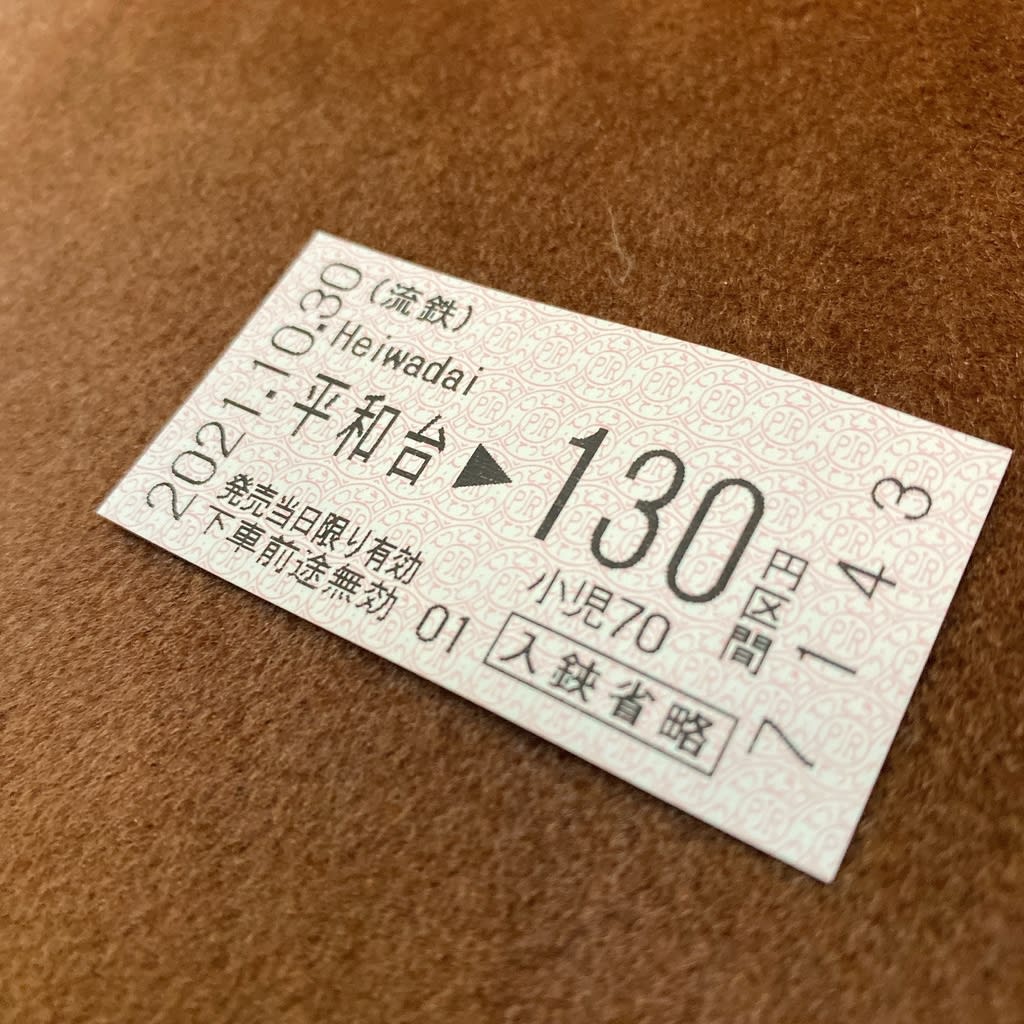 2021.-10.30
(流鉄)
Heiwadai
平和台▶130円区間
発売当日限り有効
下車前途無効 01
小児70
入鋏省略
7143